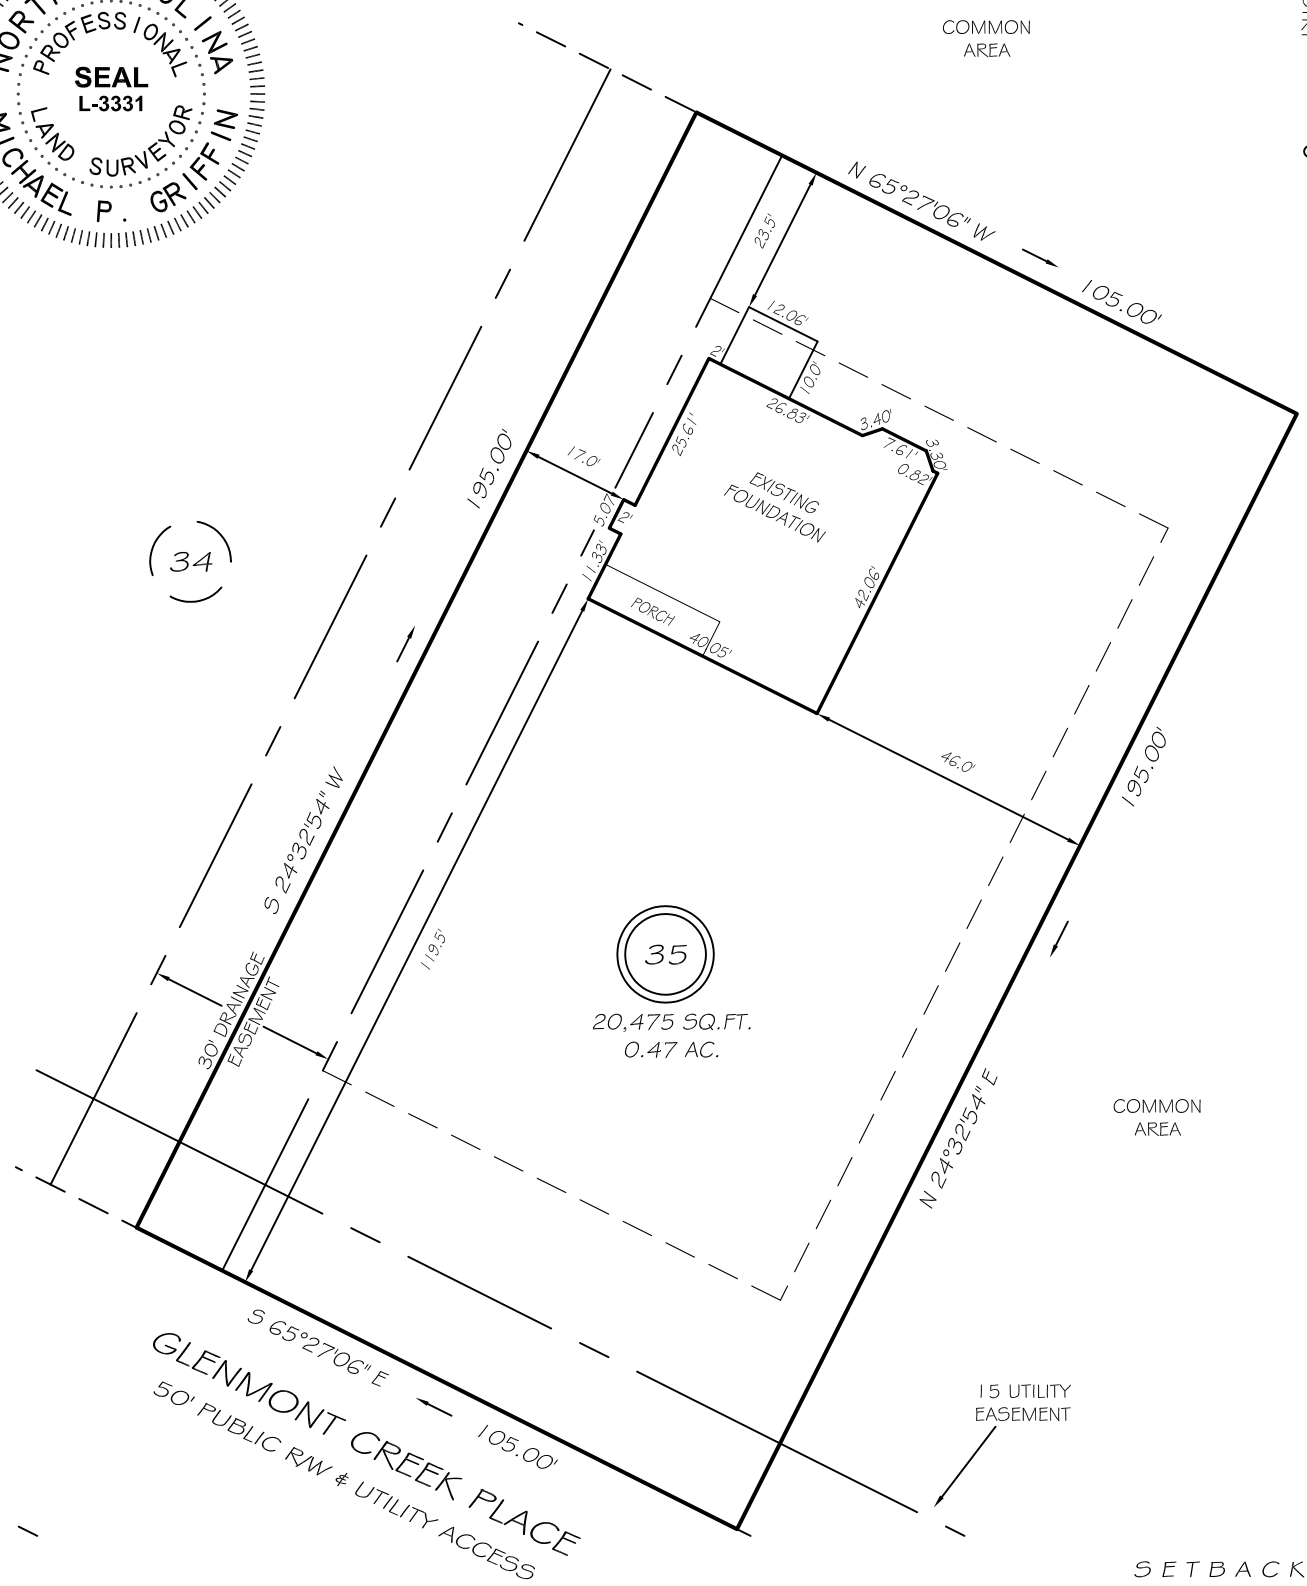 PROFESSIONAL
SEAL
L-3331
LAND SURVEYOR
MICHAEL P. GRIFFIN
COMMON
AREA
N 65°27'06" W
105.00'
23.5'
12.06'
2'
10.0'
26.83'
3.40'
7.61'
3.30'
0.82'
25.61'
195.00'
17.0'
EXISTING
FOUNDATION
5.07'
2'
11.33'
42.06'
PORCH
40.05'
34
46.0'
195.00'
S 24°32'54" W
119.5'
35
20,475 SQ.FT.
0.47 AC.
30' DRAINAGE
EASEMENT
N 24°32'54" E
COMMON
AREA
S 65°27'06" E
105.00'
GLENMONT CREEK PLACE
50' PUBLIC R/W & UTILITY ACCESS
15 UTILITY
EASEMENT
SETBACK